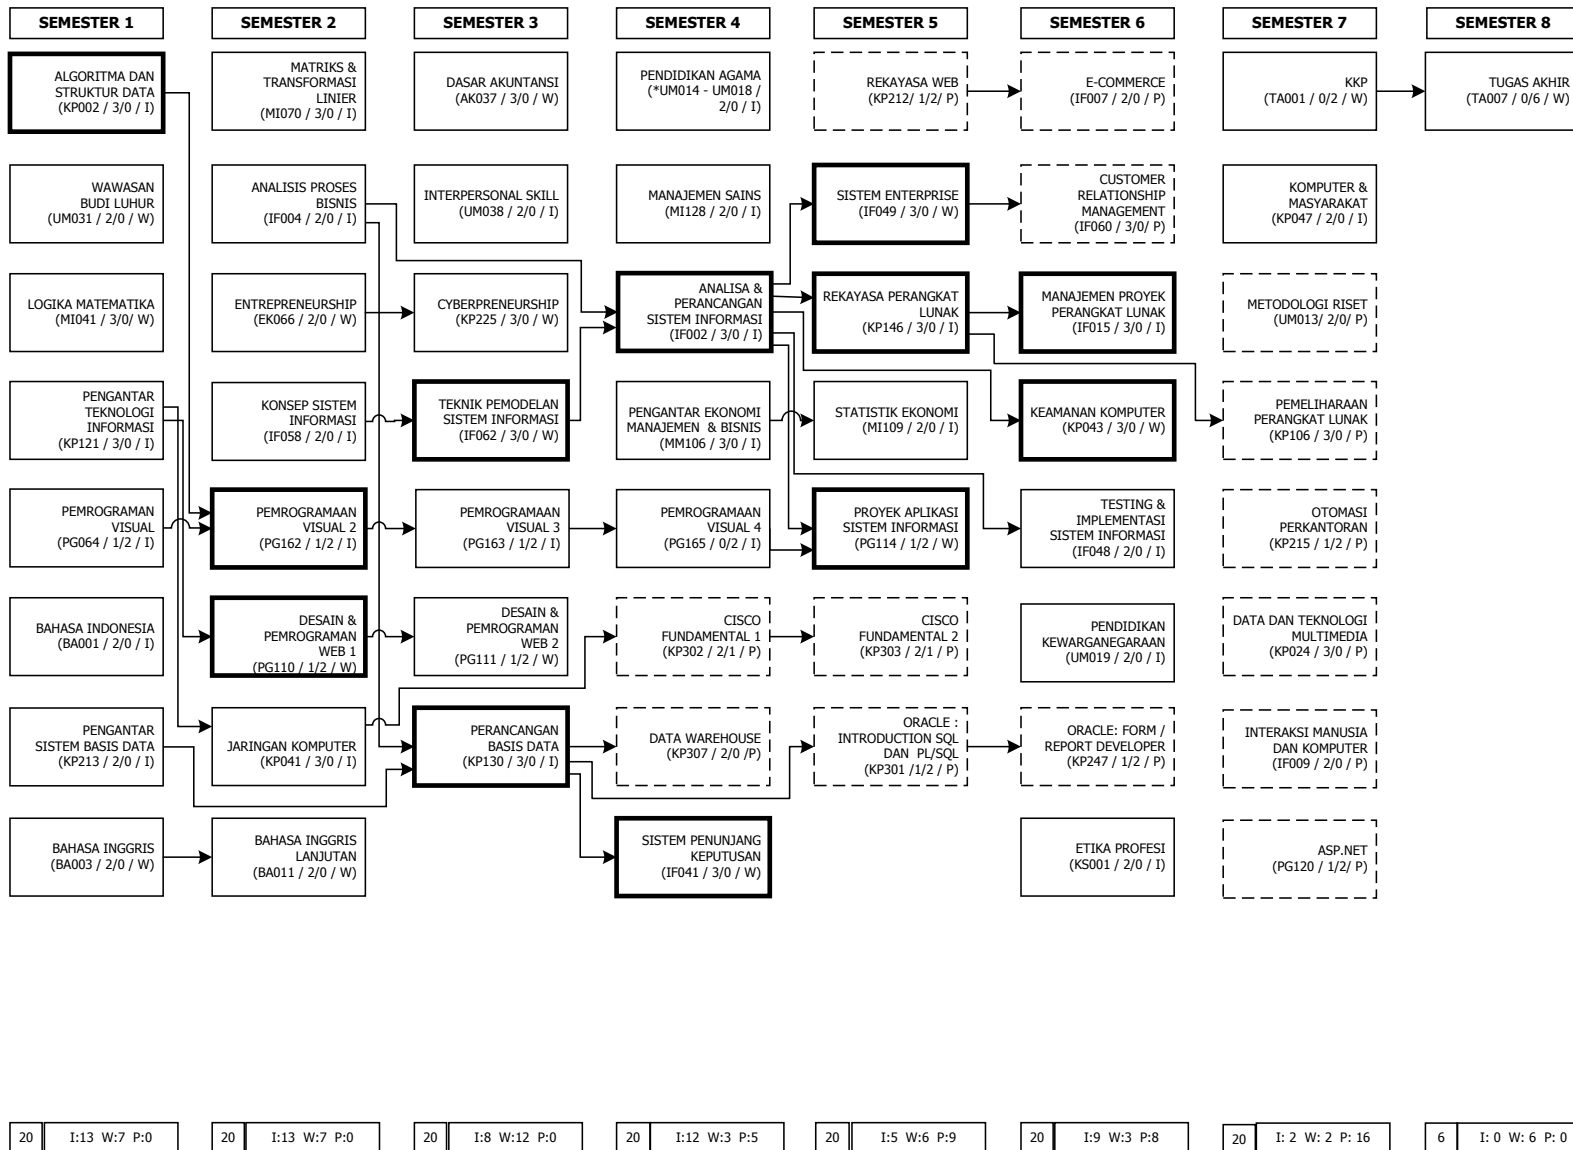 SEMESTER 1
SEMESTER 2
SEMESTER 3
SEMESTER 4
SEMESTER 5
SEMESTER 6
SEMESTER 7
SEMESTER 8
ALGORITMA DAN
STRUKTUR DATA
(KP002 / 3/0 / I)
MATRIKS &
TRANSFORMASI
LINIER
(MI070 / 3/0 / I)
DASAR AKUNTANSI
(AK037 / 3/0 / W)
PENDIDIKAN AGAMA
(*UM014 - UM018 /
2/0 / I)
REKAYASA WEB
(KP212/ 1/2/ P)
E-COMMERCE
(IF007 / 2/0 / P)
KKP
(TA001 / 0/2 / W)
TUGAS AKHIR
(TA007 / 0/6 / W)
WAWASAN
BUDI LUHUR
(UM031 / 2/0 / W)
ANALISIS PROSES
BISNIS
(IF004 / 2/0 / I)
INTERPERSONAL SKILL
(UM038 / 2/0 / I)
MANAJEMEN SAINS
(MI128 / 2/0 / I)
SISTEM ENTERPRISE
(IF049 / 3/0 / W)
CUSTOMER
RELATIONSHIP
MANAGEMENT
(IF060 / 3/0/ P)
KOMPUTER &
MASYARAKAT
(KP047 / 2/0 / I)
LOGIKA MATEMATIKA
(MI041 / 3/0/ W)
ENTREPRENEURSHIP
(EK066 / 2/0 / W)
CYBERPRENEURSHIP
(KP225 / 3/0 / W)
ANALISA &
PERANCANGAN
SISTEM INFORMASI
(IF002 / 3/0 / I)
REKAYASA PERANGKAT
LUNAK
(KP146 / 3/0 / I)
MANAJEMEN PROYEK
PERANGKAT LUNAK
(IF015 / 3/0 / I)
METODOLOGI RISET
(UM013/ 2/0/ P)
PENGANTAR
TEKNOLOGI
INFORMASI
(KP121 / 3/0 / I)
KONSEP SISTEM
INFORMASI
(IF058 / 2/0 / I)
TEKNIK PEMODELAN
SISTEM INFORMASI
(IF062 / 3/0 / W)
PENGANTAR EKONOMI
MANAJEMEN & BISNIS
(MM106 / 3/0 / I)
STATISTIK EKONOMI
(MI109 / 2/0 / I)
KEAMANAN KOMPUTER
(KP043 / 3/0 / W)
PEMELIHARAAN
PERANGKAT LUNAK
(KP106 / 3/0 / P)
PEMROGRAMAN
VISUAL
(PG064 / 1/2 / I)
PEMROGRAMAAN
VISUAL 2
(PG162 / 1/2 / I)
PEMROGRAMAAN
VISUAL 3
(PG163 / 1/2 / I)
PEMROGRAMAAN
VISUAL 4
(PG165 / 0/2 / I)
PROYEK APLIKASI
SISTEM INFORMASI
(PG114 / 1/2 / W)
TESTING &
IMPLEMENTASI
SISTEM INFORMASI
(IF048 / 2/0 / I)
OTOMASI
PERKANTORAN
(KP215 / 1/2 / P)
BAHASA INDONESIA
(BA001 / 2/0 / I)
DESAIN &
PEMROGRAMAN
WEB 1
(PG110 / 1/2 / W)
DESAIN &
PEMROGRAMAN
WEB 2
(PG111 / 1/2 / W)
CISCO
FUNDAMENTAL 1
(KP302 / 2/1 / P)
CISCO
FUNDAMENTAL 2
(KP303 / 2/1 / P)
PENDIDIKAN
KEWARGANEGARAAN
(UM019 / 2/0 / I)
DATA DAN TEKNOLOGI
MULTIMEDIA
(KP024 / 3/0 / P)
PENGANTAR
SISTEM BASIS DATA
(KP213 / 2/0 / I)
JARINGAN KOMPUTER
(KP041 / 3/0 / I)
PERANCANGAN
BASIS DATA
(KP130 / 3/0 / I)
DATA WAREHOUSE
(KP307 / 2/0 /P)
ORACLE :
INTRODUCTION SQL
DAN PL/SQL
(KP301 /1/2 / P)
ORACLE: FORM /
REPORT DEVELOPER
(KP247 / 1/2 / P)
INTERAKSI MANUSIA
DAN KOMPUTER
(IF009 / 2/0 / P)
BAHASA INGGRIS
(BA003 / 2/0 / W)
BAHASA INGGRIS
LANJUTAN
(BA011 / 2/0 / W)
SISTEM PENUNJANG
KEPUTUSAN
(IF041 / 3/0 / W)
ETIKA PROFESI
(KS001 / 2/0 / I)
ASP.NET
(PG120 / 1/2/ P)
20 I:13 W:7 P:0
20 I:13 W:7 P:0
20 I:8 W:12 P:0
20 I:12 W:3 P:5
20 I:5 W:6 P:9
20 I:9 W:3 P:8
20 I: 2 W: 2 P: 16
6 I: 0 W: 6 P: 0